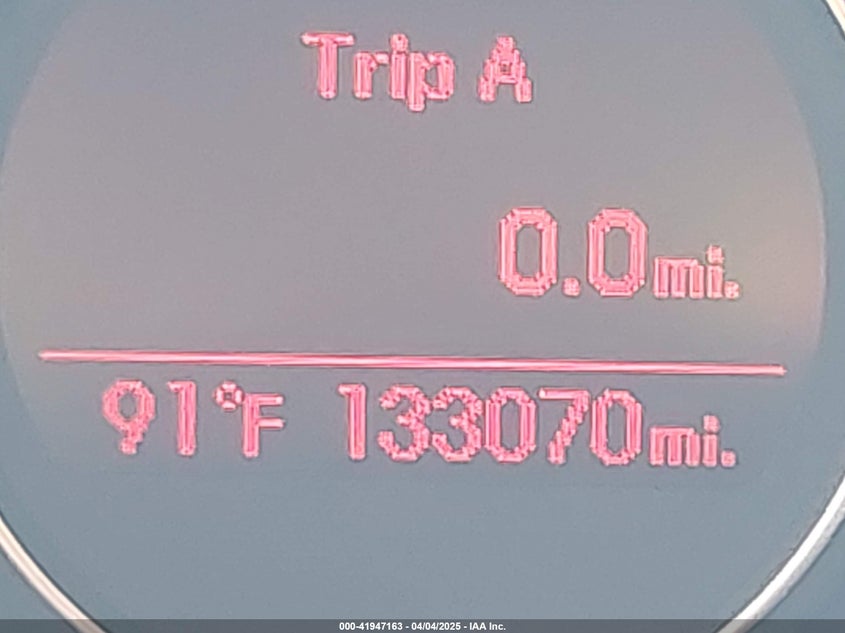 Trip A
0.0mi.
91°F 133070mi.
000-41947163 - 04/04/2025 - IAA Inc.